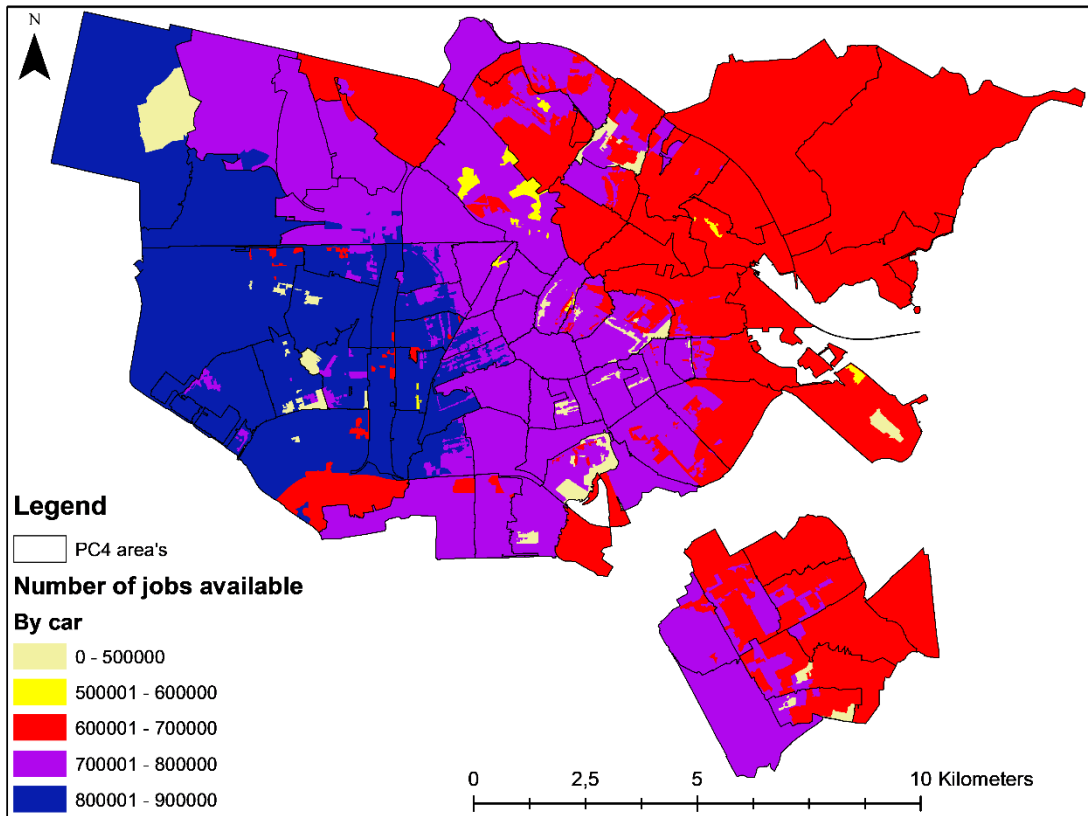 N
Legend
PC4 area's
Number of jobs available
By car
0 - 500000
500001 - 600000
600001 - 700000
700001 - 800000
800001 - 900000
0 2,5 5 10 Kilometers